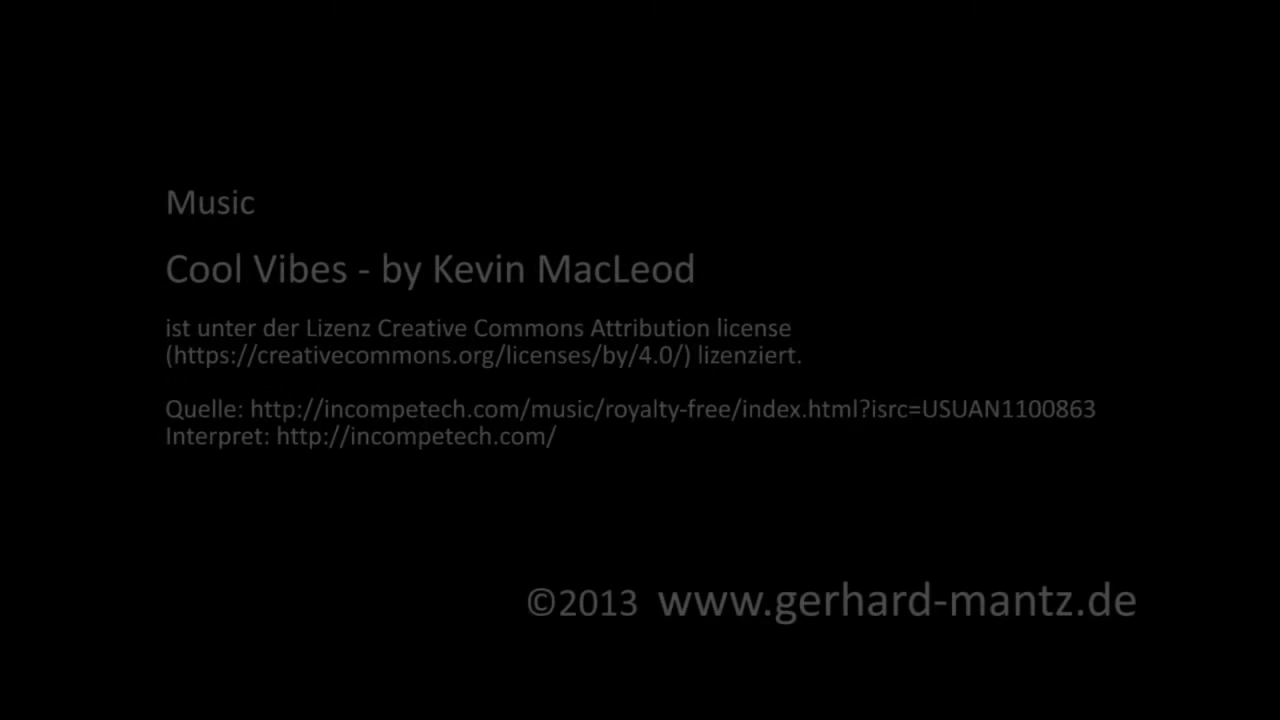 Music
Cool Vibes - by Kevin MacLeod
ist unter der Lizenz Creative Commons Attribution license
(https://creativecommons.org/licenses/by/4.0/) lizenziert.
Quelle: http://incompetech.com/music/royalty-free/index.html?isrc=USUAN1100863
Interpret: http://incompetech.com/
©2013 www.gerhard-mantz.de